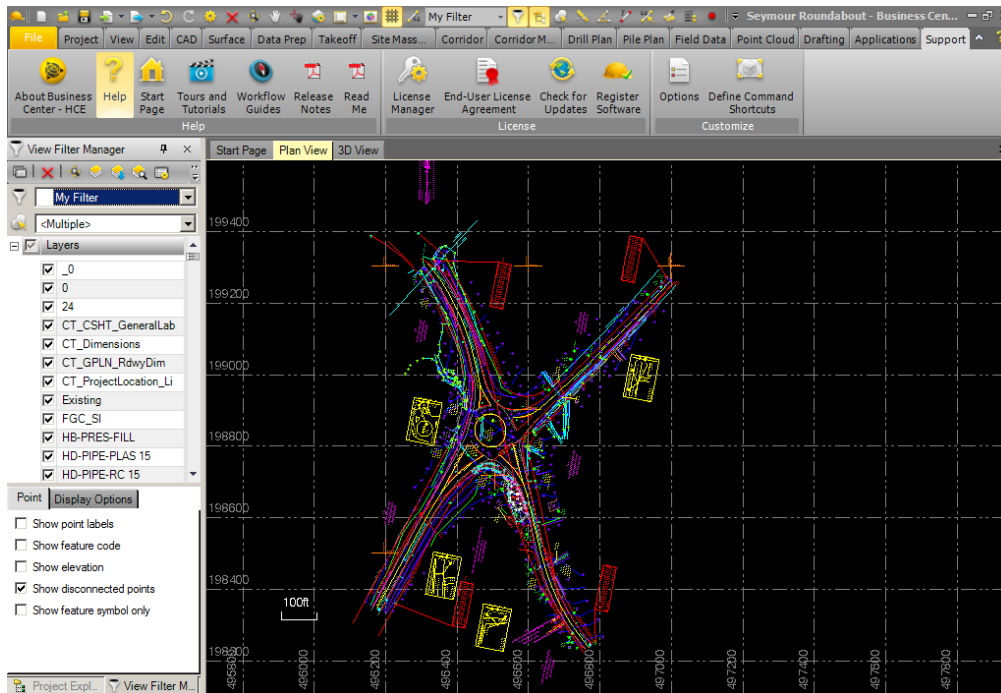 My Filter
Seymour Roundabout - Business Cen...
File Project View Edit CAD Surface Data Prep Takeoff Site Mass... Corridor Corridor M... Drill Plan Pile Plan Field Data Point Cloud Drafting Applications Support
About Business Center - HCE
Help
Start Page
Tours and Tutorials
Workflow Guides
Release Notes
Read Me
License Manager
End-User License Agreement
Check for Updates
Register Software
Options
Define Command Shortcuts
Help License Customize
View Filter Manager
Start Page Plan View 3D View
My Filter
<Multiple>
Layers
_0
0
24
CT_CSHT_GeneralLab
CT_Dimensions
CT_GPLN_RdwyDim
CT_ProjectLocation_Li
Existing
FGC_SI
HB-PRES-FILL
HD-PIPE-PLAS 15
HD-PIPE-RC 15
Point Display Options
Show point labels
Show feature code
Show elevation
Show disconnected points
Show feature symbol only
Project Expl... View Filter M...
199400
199200
199000
198800
198600
198400
198200
100ft
495800 496000 496200 496400 496600 496800 497000 497200 497400 497600 497800